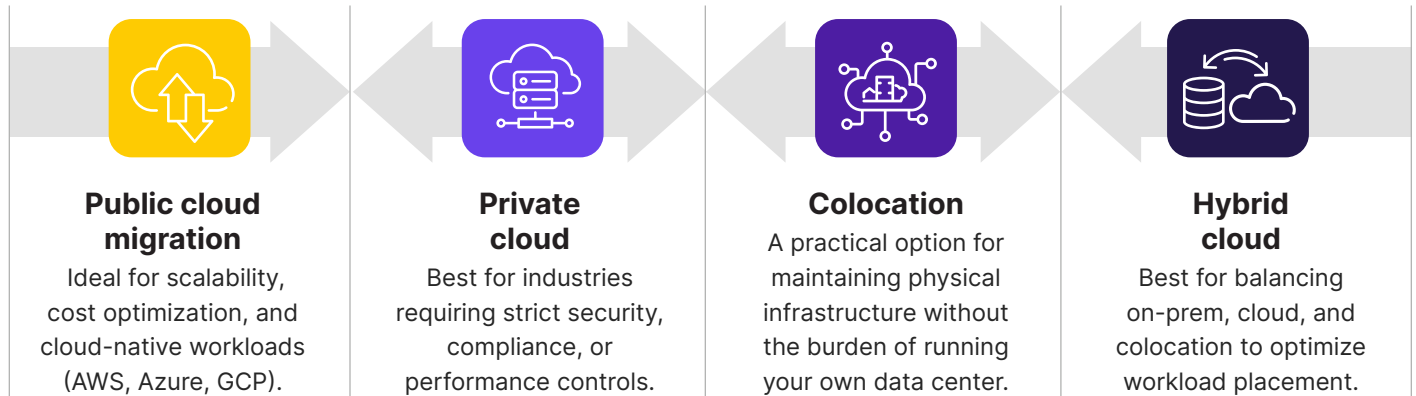 Public cloud
migration
Ideal for scalability,
cost optimization, and
cloud-native workloads
(AWS, Azure, GCP).
Private
cloud
Best for industries
requiring strict security,
compliance, or
performance controls.
Colocation
A practical option for
maintaining physical
infrastructure without
the burden of running
your own data center.
Hybrid
cloud
Best for balancing
on-prem, cloud, and
colocation to optimize
workload placement.